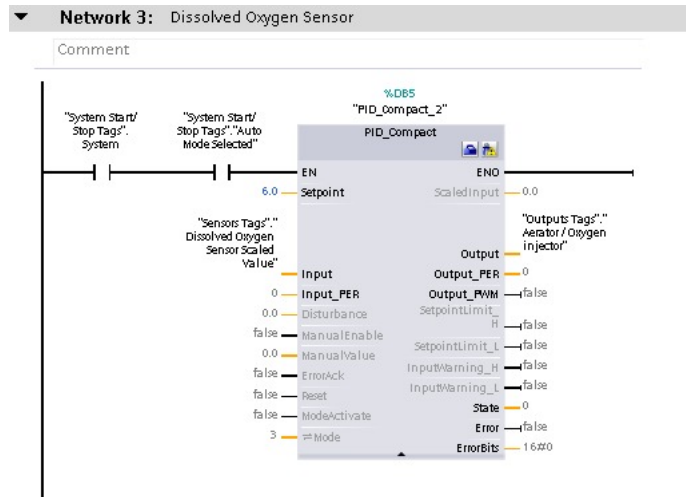 Network 3: Dissolved Oxygen Sensor
Comment
%DB5
"PID_Compact_2"
"System Start/
Stop Tags".
System
"System Start/
Stop Tags"."Auto
Mode Selected"
PID_Compact
EN
ENO
6.0
Setpoint
ScaledInput
0.0
"Sensors Tags"."
Dissolved Oxygen
Sensor Scaled
Value"
Input
"Outputs Tags"."
Aerator / Oxygen
injector"
Output
Output_PER
0
0
Input_PER
Output_PWM
false
0.0
Disturbance
SetpointLimit_
H
false
false
ManualEnable
SetpointLimit_L
false
0.0
ManualValue
InputWarning_H
false
false
ErrorAck
InputWarning_L
false
false
Reset
State
0
false
ModeActivate
Error
false
3
⇌Mode
ErrorBits
16#0